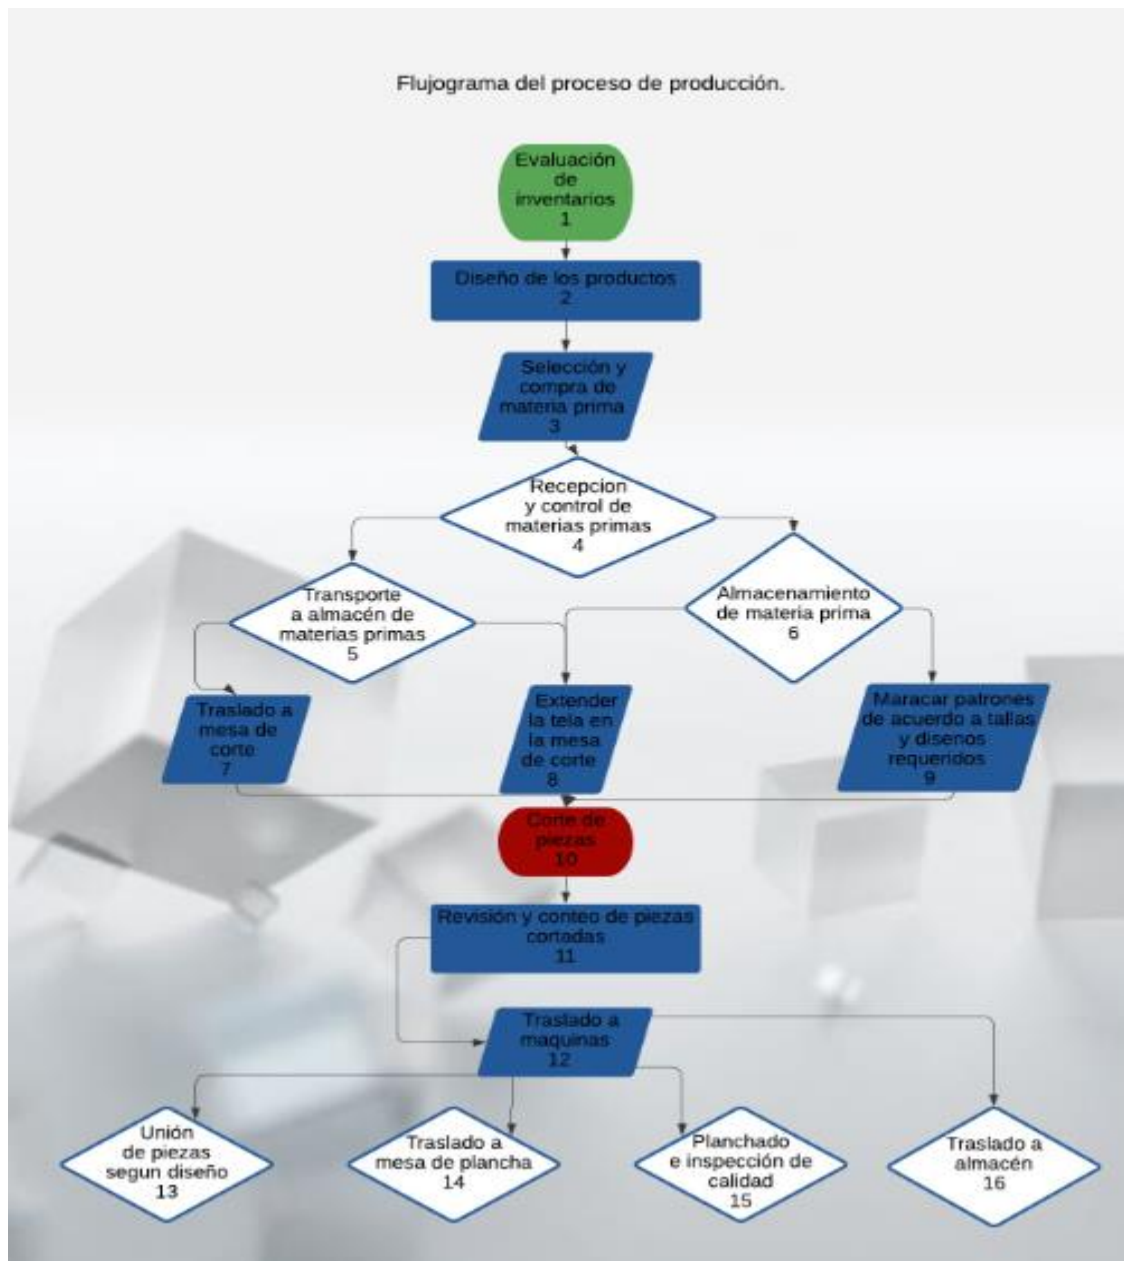 Flujograma del proceso de producción.
Evaluación
de
inventarios
1
Diseño de los productos
2
Selección y
compra de
materia prima
3
Recepcion
y control de
materias primas
4
Transporte
a almacén de
materias primas
5
Almacenamiento
de materia prima
6
Traslado a
mesa de
corte
7
Extender
la tela en
la mesa
de corte
8
Maracar patrones
de acuerdo a tallas
y disenos
requeridos
9
Corte de
piezas
10
Revisión y conteo de piezas
cortadas
11
Traslado a
maquinas
12
Unión
de piezas
segun diseño
13
Traslado a
mesa de plancha
14
Planchado
e inspección de
calidad
15
Traslado a
almacén
16